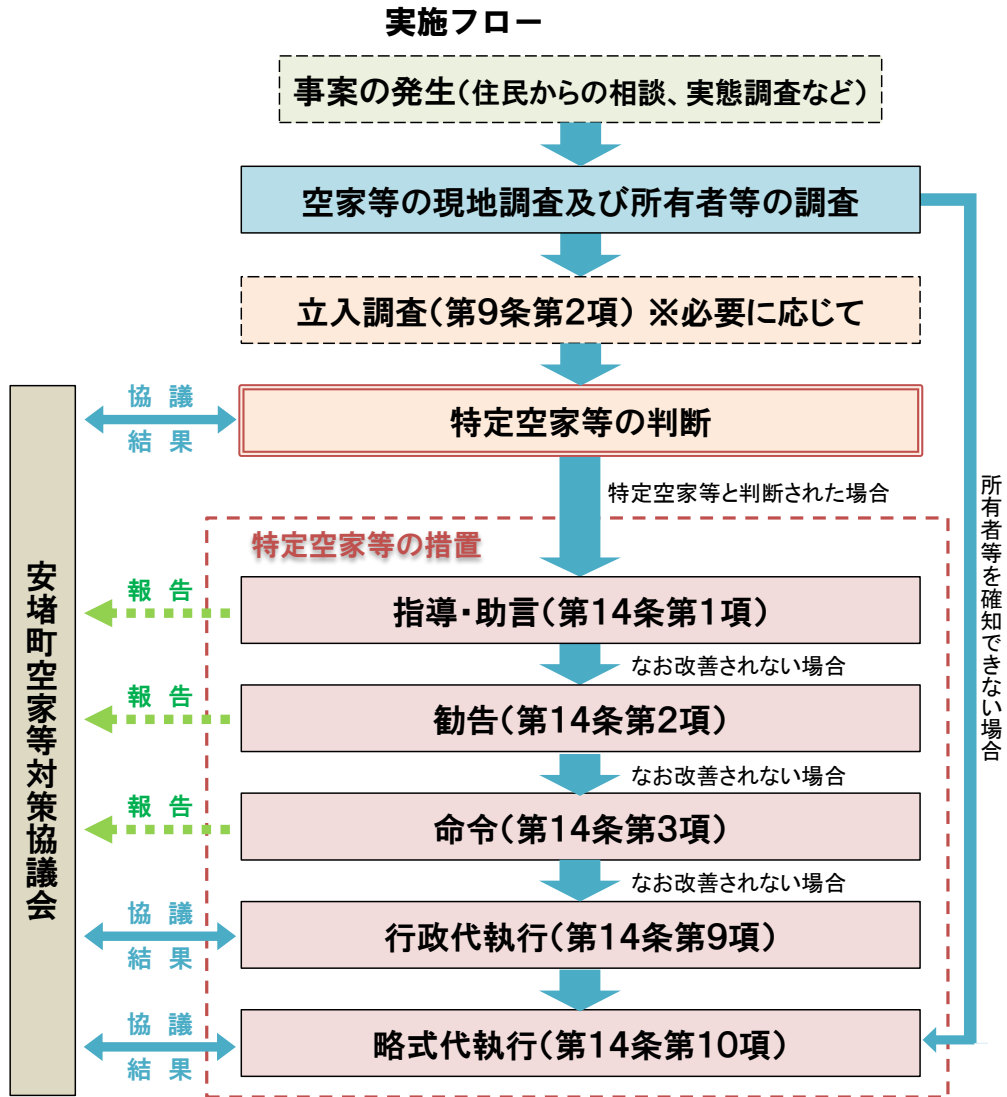 実施フロー
事案の発生（住民からの相談、実態調査など）
空家等の現地調査及び所有者等の調査
立入調査（第9条第2項）※必要に応じて
協 議
結 果
特定空家等の判断
特定空家等と判断された場合
所有者等を確知できない場合
特定空家等の措置
安堵町空家等対策協議会
報 告
指導・助言（第14条第1項）
なお改善されない場合
報 告
勧告（第14条第2項）
なお改善されない場合
報 告
命令（第14条第3項）
なお改善されない場合
協 議
結 果
行政代執行（第14条第9項）
協 議
結 果
略式代執行（第14条第10項）